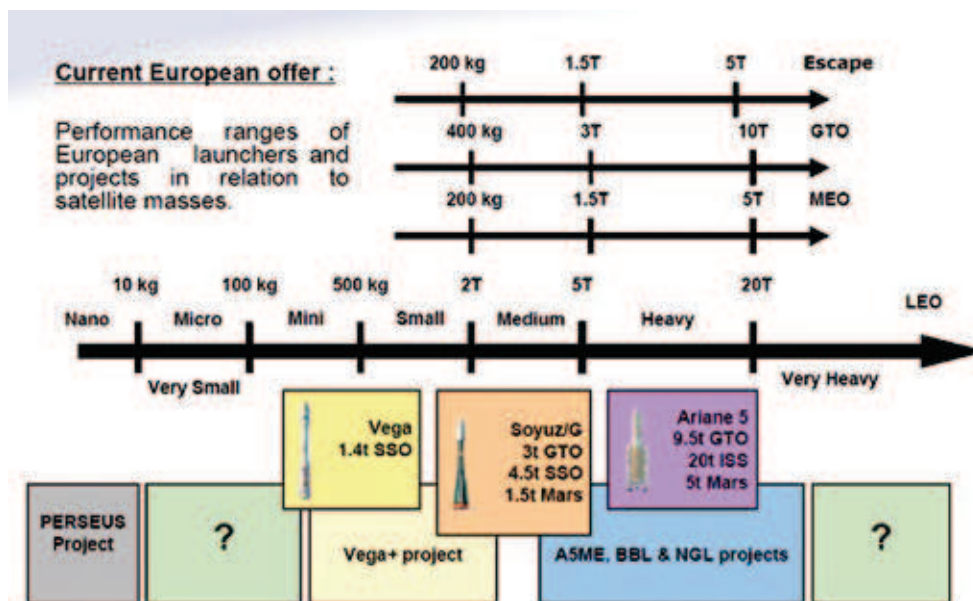 Current European offer :
Performance ranges of
European launchers and
projects in relation to
satellite masses.
200 kg 1.5T 5T Escape
400 kg 3T 10T GTO
200 kg 1.5T 5T MEO
10 kg 100 kg 500 kg 2T 5T 20T LEO
Nano Micro Mini Small Medium Heavy
Very Small Very Heavy
Vega
1.4t SSO
Soyuz/G
3t GTO
4.5t SSO
1.5t Mars
Ariane 5
9.5t GTO
20t ISS
5t Mars
PERSEUS
Project
?
Vega+ project
A5ME, BBL & NGL projects
?